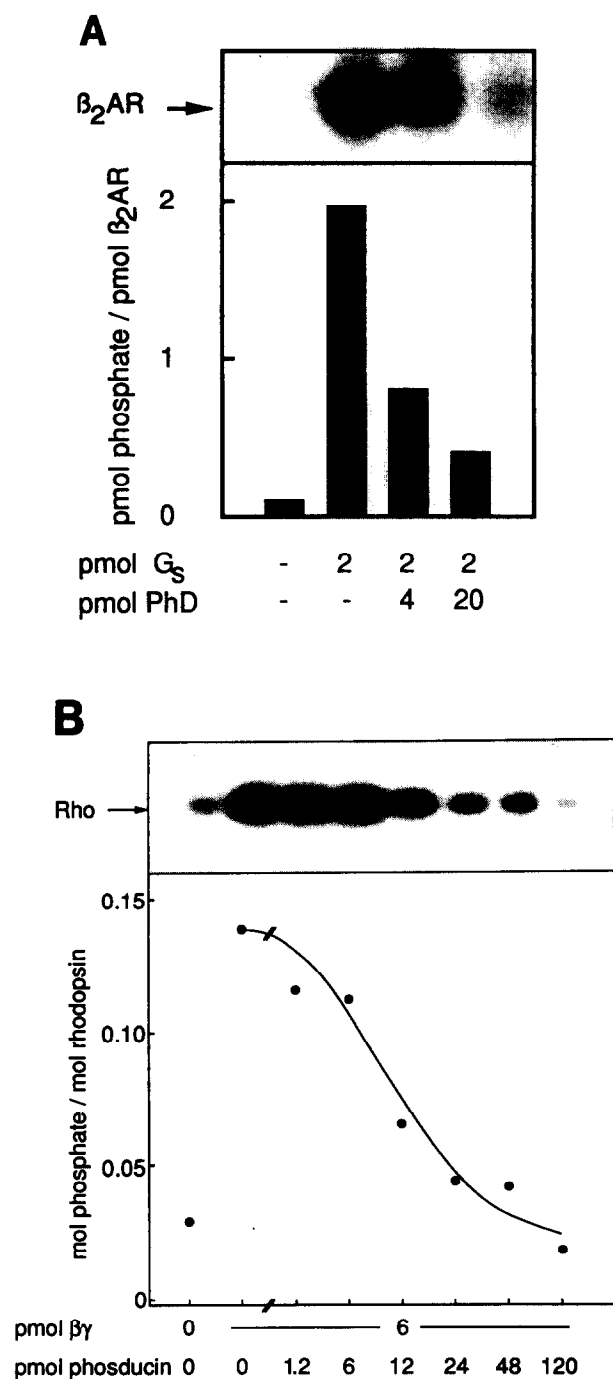 A
ß₂AR
pmol phosphate / pmol ß₂AR
2
1
0
pmol Gₛ - 2 2 2
pmol PhD - - 4 20
B
Rho
mol phosphate / mol rhodopsin
0.15
0.10
0.05
0
pmol βγ 0 6
pmol phosducin 0 0 1.2 6 12 24 48 120